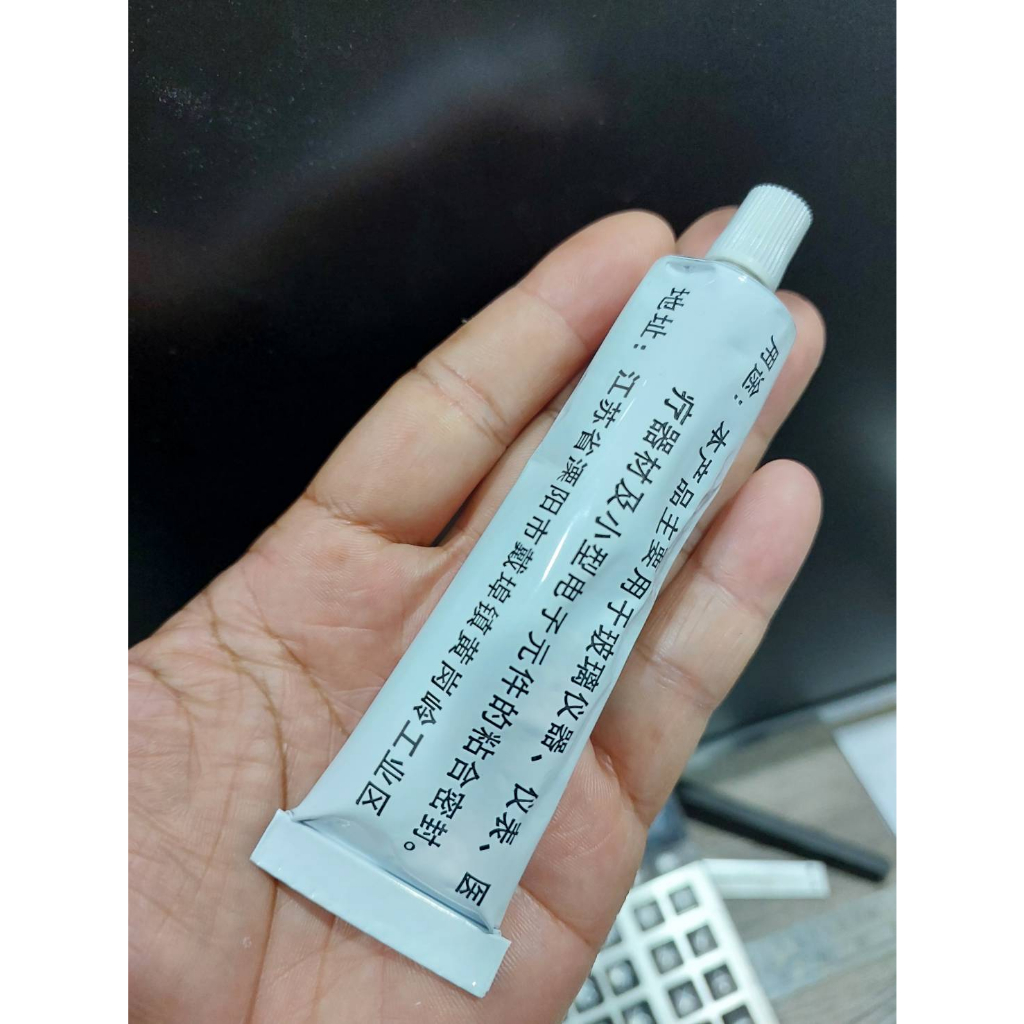 用途：本产品主要用于玻璃仪器、仪表、医
疗器材及小型电子元件的粘合密封。
地址：江苏省溧阳市戴埠镇黄岗岭工业区